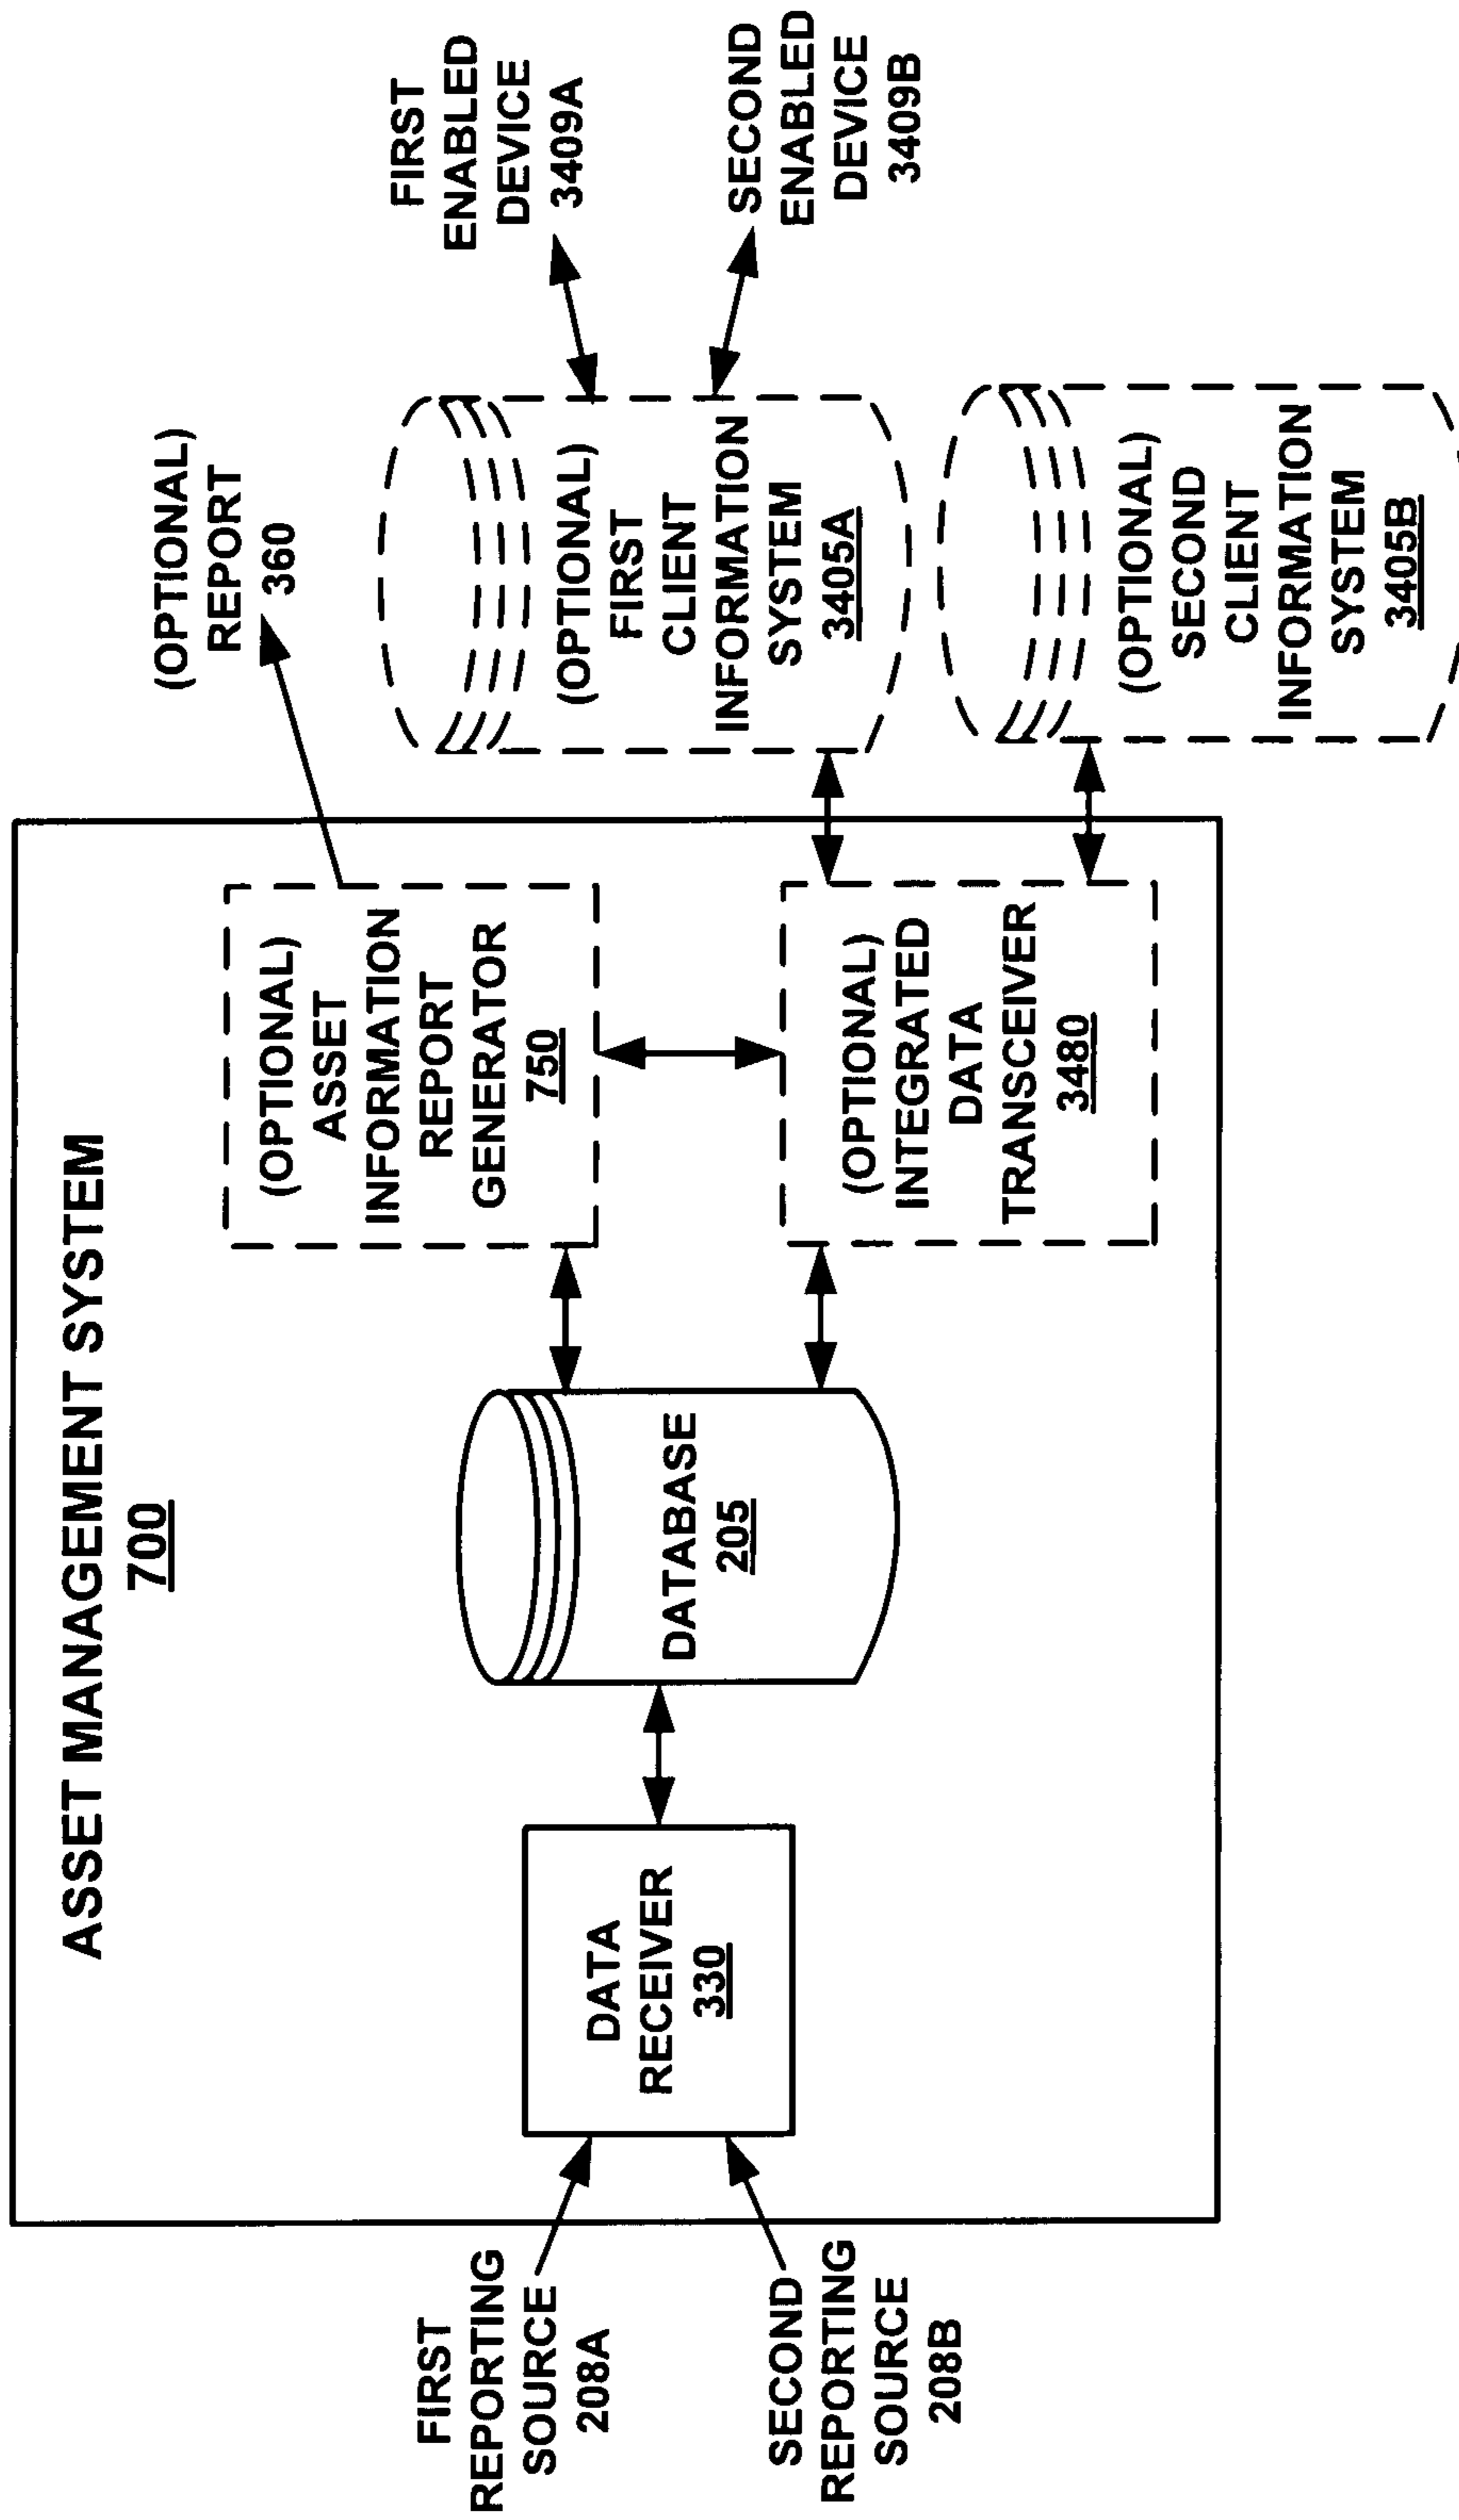 ASSET MANAGEMENT SYSTEM
700
FIRST
REPORTING
SOURCE
208A
SECOND
REPORTING
SOURCE
208B
DATA
RECEIVER
330
DATABASE
205
(OPTIONAL)
ASSET
INFORMATION
REPORT
GENERATOR
750
(OPTIONAL)
INTEGRATED
DATA
TRANSCEIVER
3480
(OPTIONAL)
REPORT
360
(OPTIONAL)
FIRST
CLIENT
INFORMATION
SYSTEM
3405A
(OPTIONAL)
SECOND
CLIENT
INFORMATION
SYSTEM
3405B
FIRST
ENABLED
DEVICE
3409A
SECOND
ENABLED
DEVICE
3409B